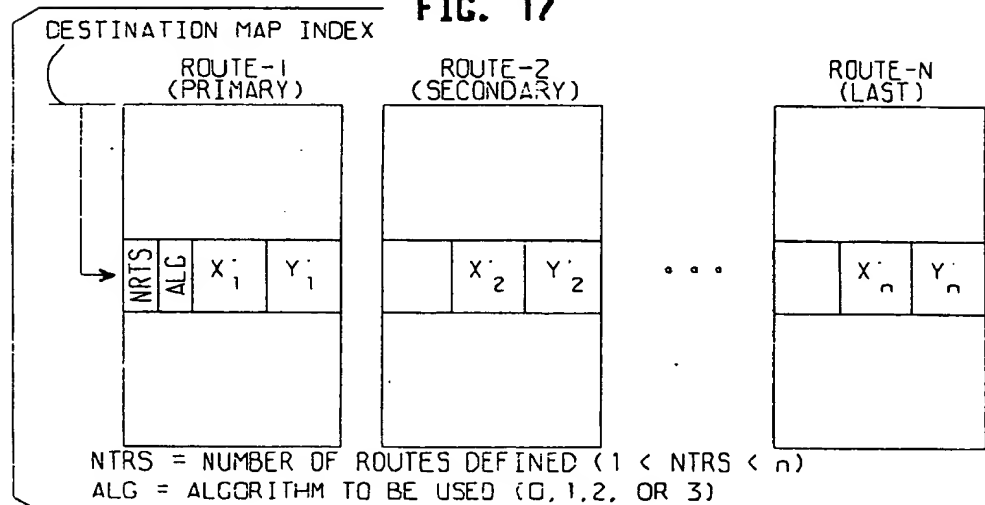 FIG. 17
DESTINATION MAP INDEX
ROUTE-1
(PRIMARY)
ROUTE-2
(SECONDARY)
ROUTE-N
(LAST)
NRTS ALG X'1 Y'1 X'2 Y'2 ... X'n Y'n
NTRS = NUMBER OF ROUTES DEFINED (1 < NTRS < n)
ALG = ALGORITHM TO BE USED (0, 1, 2, OR 3)